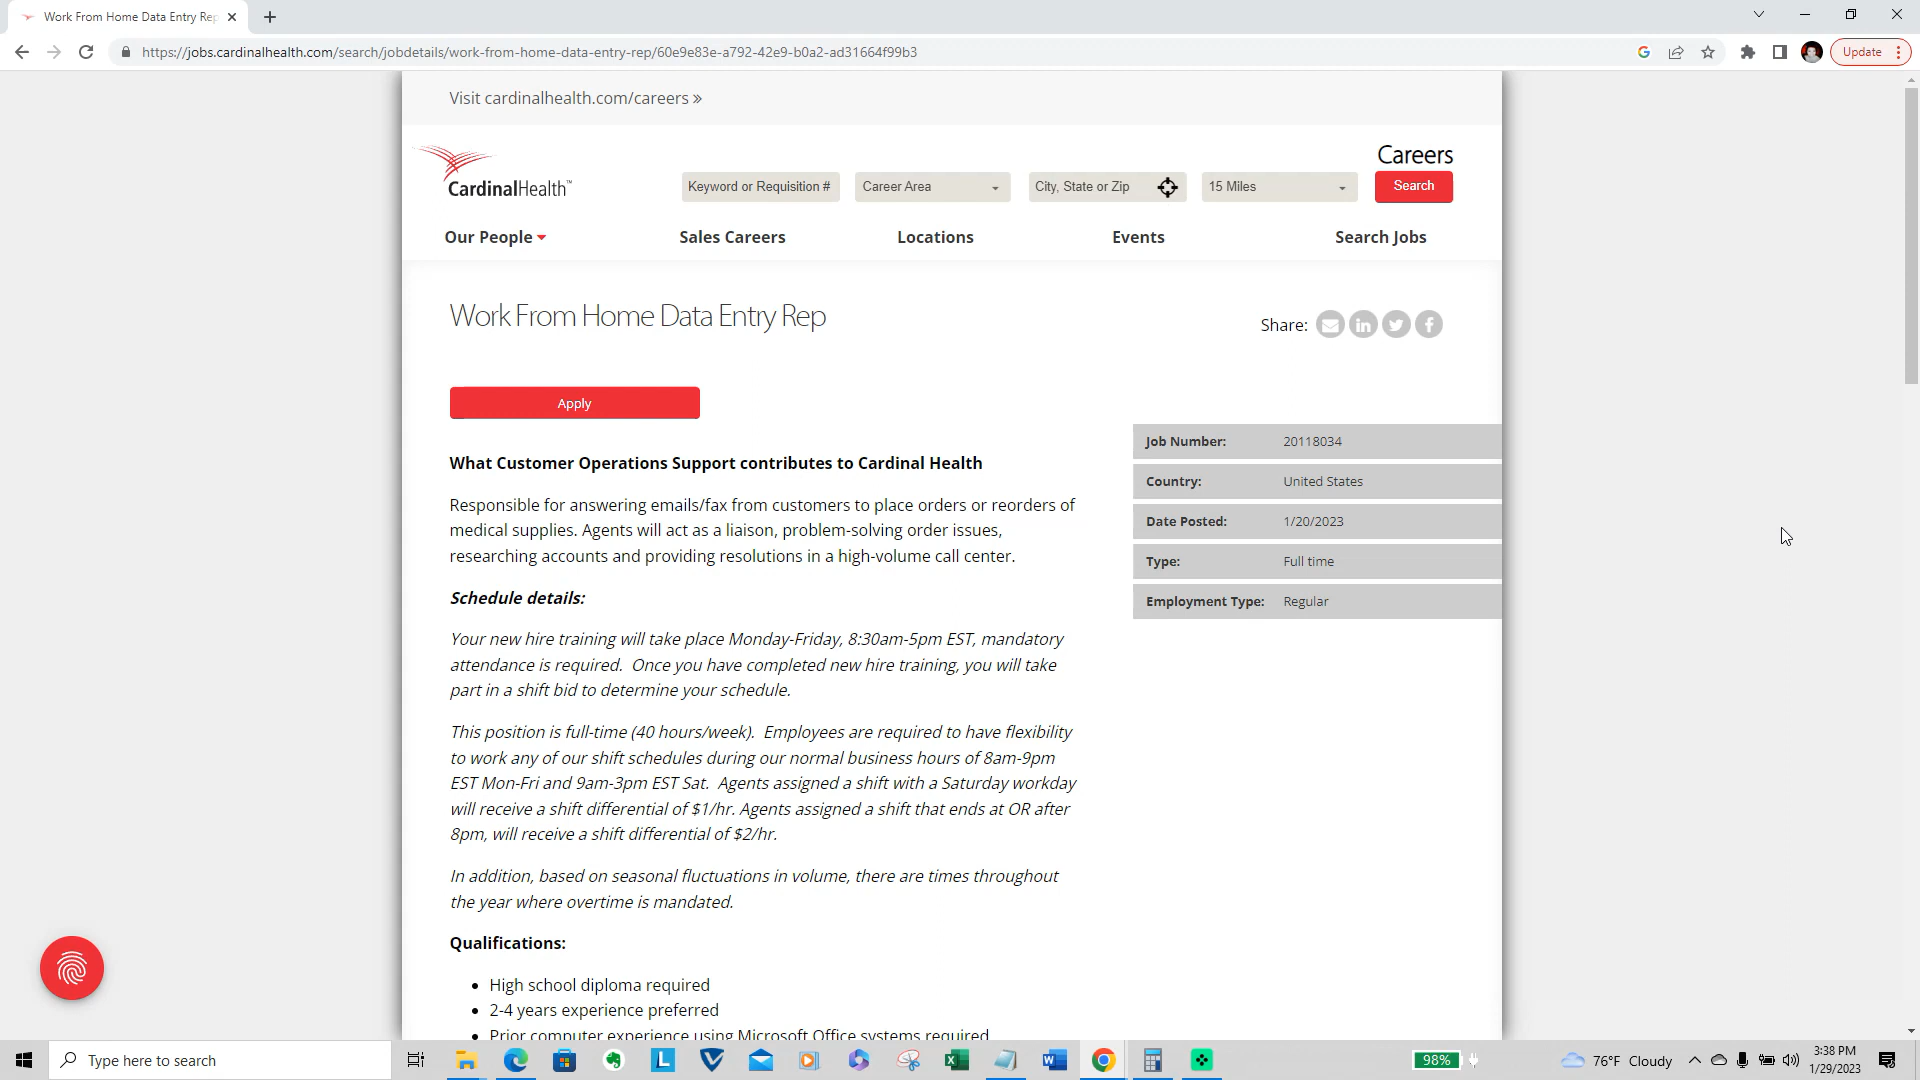 Work From Home Data Entry Rep
https://jobs.cardinalhealth.com/search/jobdetails/work-from-home-data-entry-rep/60e9e83e-a792-42e9-b0a2-ad31664f99b3
Update
Visit cardinalhealth.com/careers »
CardinalHealth™
Careers
Keyword or Requisition # Career Area City, State or Zip 15 Miles Search
Our People Sales Careers Locations Events Search Jobs
Work From Home Data Entry Rep
Share:
Apply
What Customer Operations Support contributes to Cardinal Health
Responsible for answering emails/fax from customers to place orders or reorders of
medical supplies. Agents will act as a liaison, problem-solving order issues,
researching accounts and providing resolutions in a high-volume call center.
Schedule details:
Your new hire training will take place Monday-Friday, 8:30am-5pm EST, mandatory
attendance is required.  Once you have completed new hire training, you will take
part in a shift bid to determine your schedule.
This position is full-time (40 hours/week).  Employees are required to have flexibility
to work any of our shift schedules during our normal business hours of 8am-9pm
EST Mon-Fri and 9am-3pm EST Sat.  Agents assigned a shift with a Saturday workday
will receive a shift differential of $1/hr. Agents assigned a shift that ends at OR after
8pm, will receive a shift differential of $2/hr.
In addition, based on seasonal fluctuations in volume, there are times throughout
the year where overtime is mandated.
Qualifications:
• High school diploma required
• 2-4 years experience preferred
• Prior computer experience using Microsoft Office systems required
Job Number: 20118034
Country: United States
Date Posted: 1/20/2023
Type: Full time
Employment Type: Regular
Type here to search
98%
76°F Cloudy
3:38 PM
1/29/2023